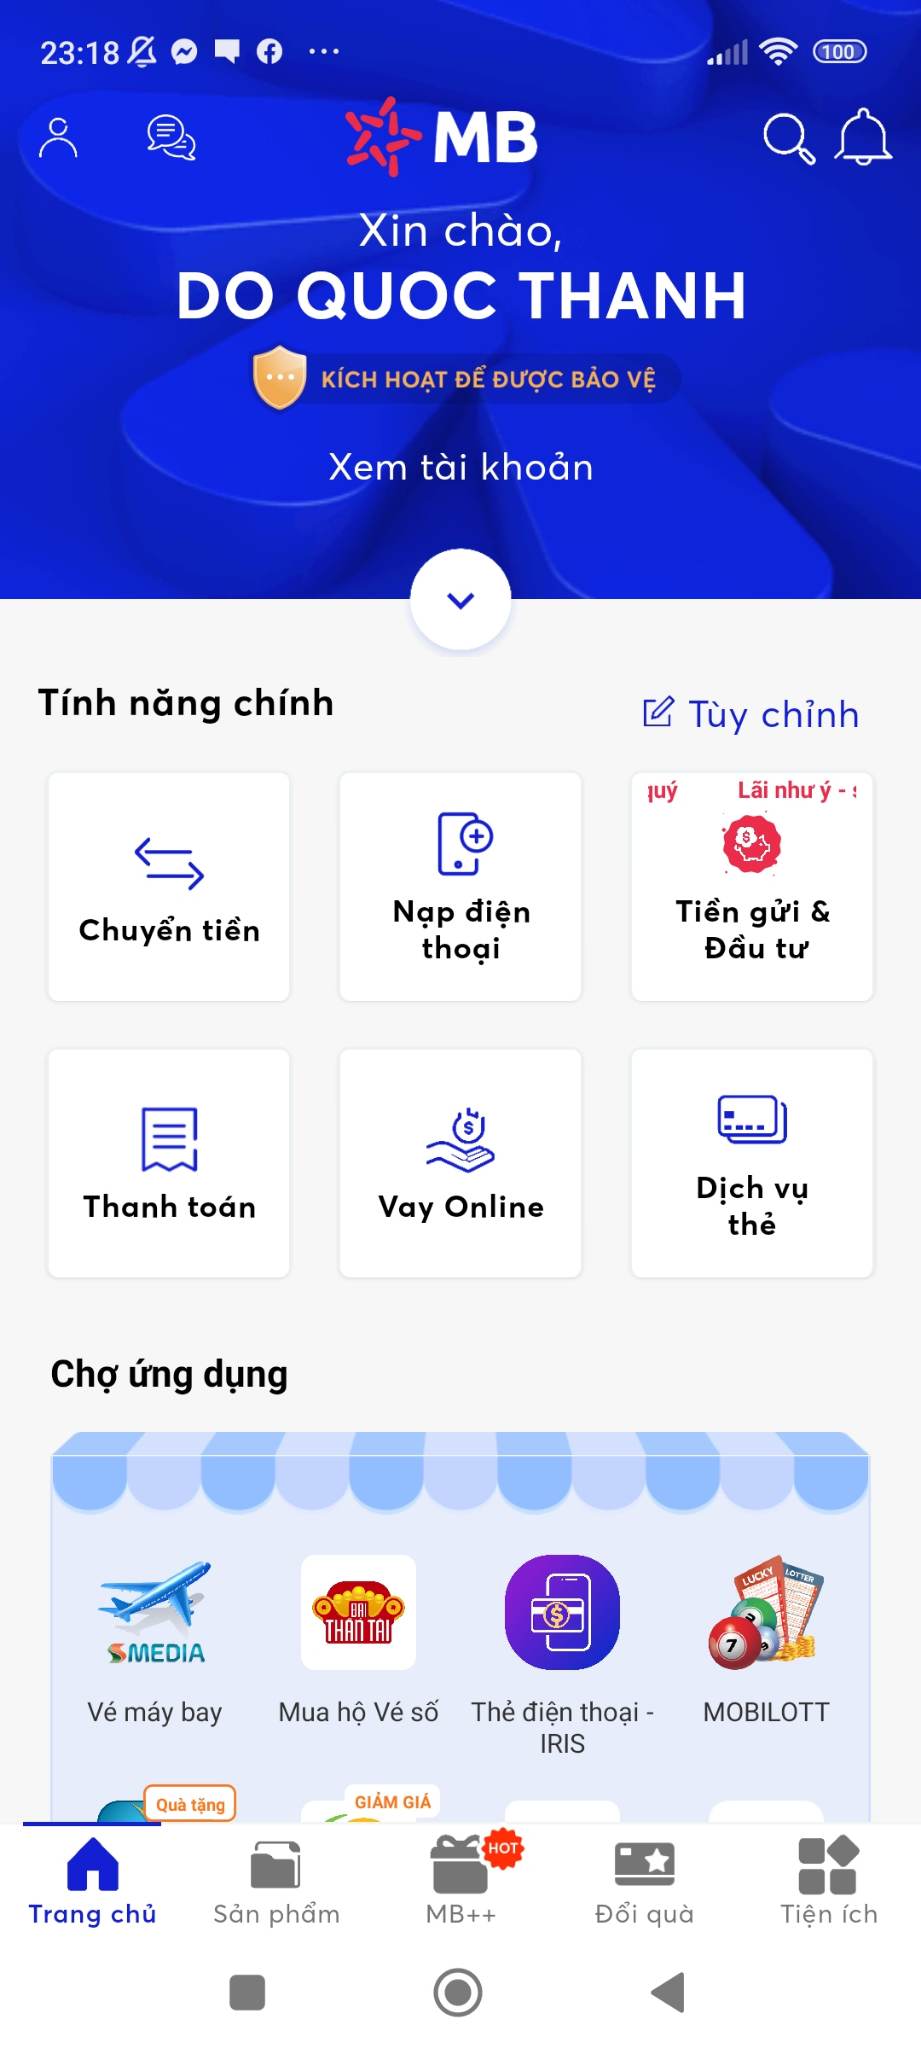 23:18
100
MB
Xin chào,
DO QUOC THANH
KÍCH HOẠT ĐỂ ĐƯỢC BẢO VỆ
Xem tài khoản
Tính năng chính
Tùy chỉnh
quý Lãi như ý -
Chuyển tiền
Nạp điện
thoại
Tiền gửi &
Đầu tư
Thanh toán
Vay Online
Dịch vụ
thẻ
Chợ ứng dụng
SMEDIA
ĐẠI
THẦN TÀI
LUCKY
LOTTER
7
Vé máy bay
Mua hộ Vé số
Thẻ điện thoại -
IRIS
MOBILOTT
Quà tặng
GIẢM GIÁ
HOT
Trang chủ
Sản phẩm
MB++
Đổi quà
Tiện ích